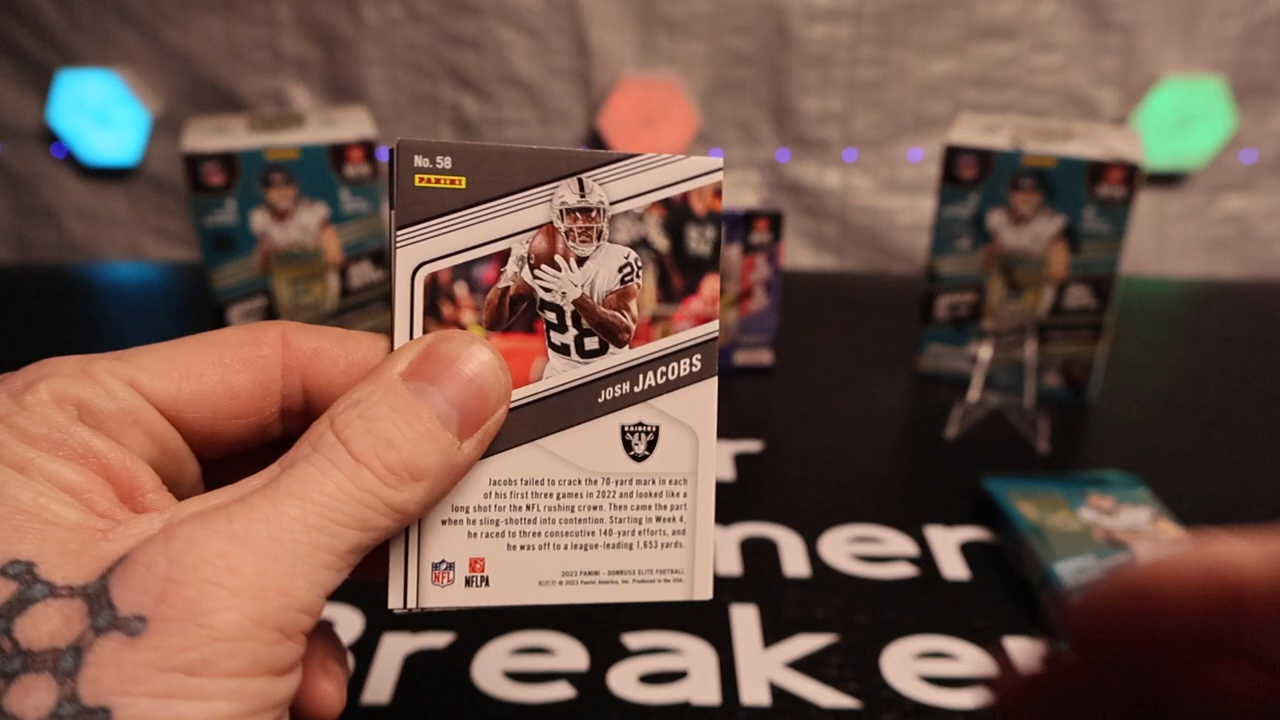 No. 58
PANINI
28
28
JOSH JACOBS
RAIDERS
Jacobs failed to crack the 70-yard mark in each
of his first three games in 2022 and looked like a
long shot for the NFL rushing crown. Then came the part
when he sling-shotted into contention. Starting in Week 4,
he raced to three consecutive 140-yard efforts, and
he was off to a league-leading 1,653 yards.
NFL
NFLPA
2023 PANINI - DONRUSS ELITE FOOTBALL
© 2023 Panini America, Inc. Produced in the USA.